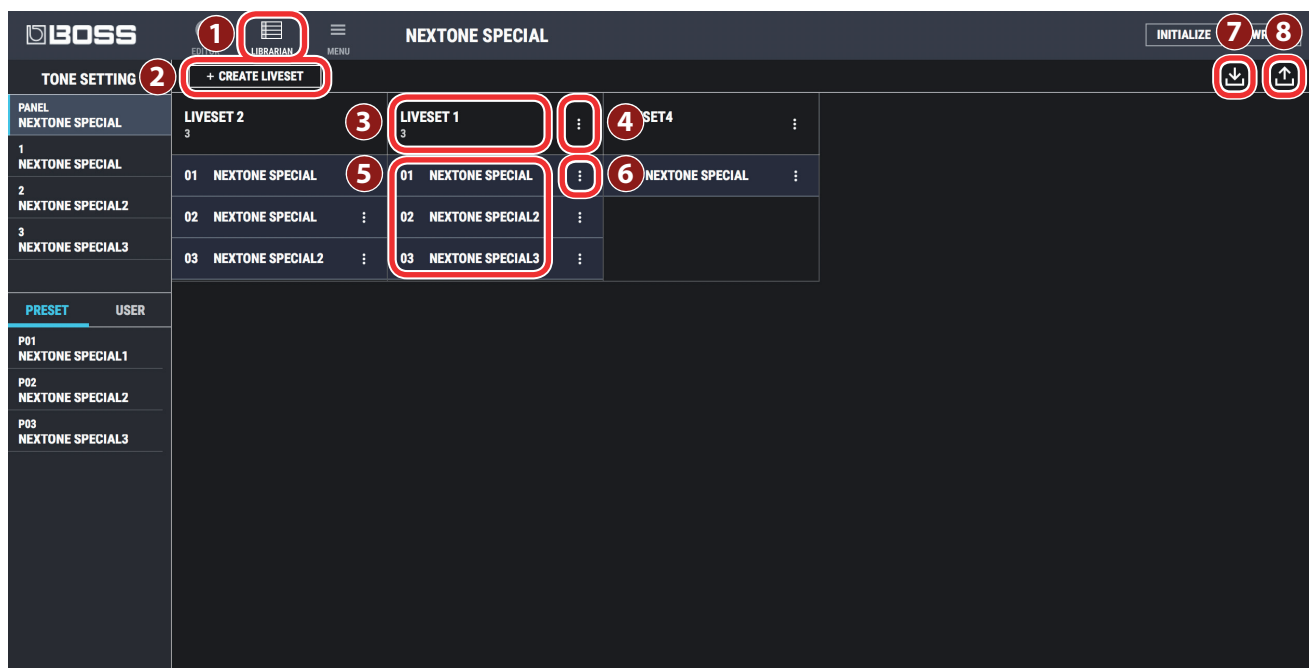 BOSS
1
LIBRARIAN
MENU
NEXTONE SPECIAL
INITIALIZE
7
8
TONE SETTING
2
+ CREATE LIVESET
PANEL
NEXTONE SPECIAL
1
NEXTONE SPECIAL
2
NEXTONE SPECIAL2
3
NEXTONE SPECIAL3
PRESET USER
P01
NEXTONE SPECIAL1
P02
NEXTONE SPECIAL2
P03
NEXTONE SPECIAL3
LIVESET 2
3
01 NEXTONE SPECIAL
02 NEXTONE SPECIAL
03 NEXTONE SPECIAL2
3
LIVESET 1
3
4
5
01 NEXTONE SPECIAL
02 NEXTONE SPECIAL2
03 NEXTONE SPECIAL3
6
SET4
NEXTONE SPECIAL